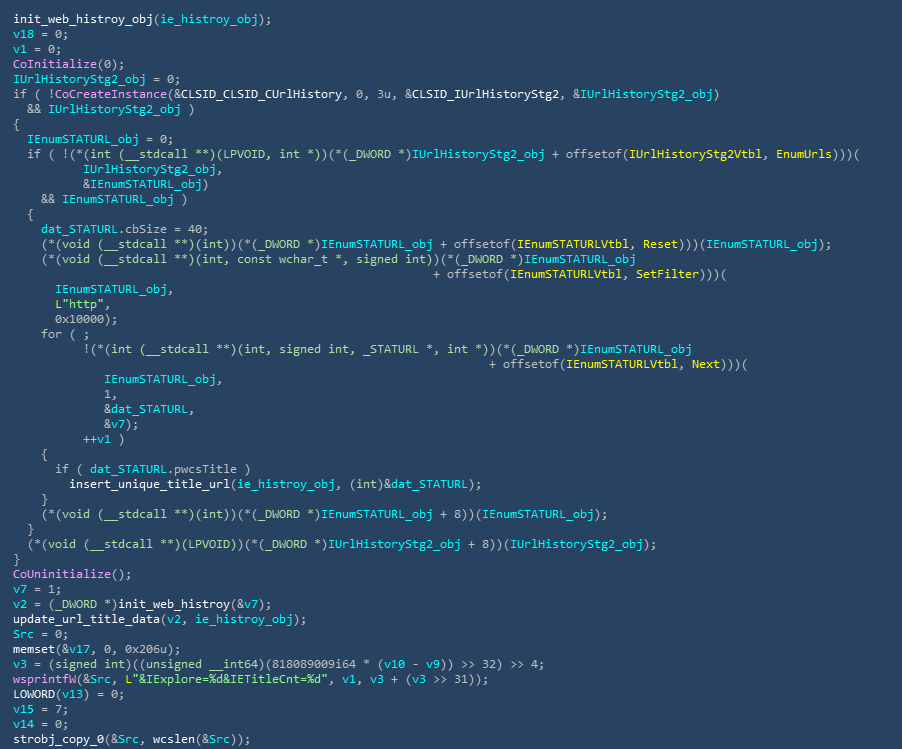 init_web_histroy_obj(ie_histroy_obj);
v18 = 0;
v1 = 0;
CoInitialize(0);
IUrlHistoryStg2_obj = 0;
if ( !CoCreateInstance(&CLSID_CLSID_CUrlHistory, 0, 3u, &CLSID_IUrlHistoryStg2, &IUrlHistoryStg2_obj)
  && IUrlHistoryStg2_obj )
{
  IEnumSTATURL_obj = 0;
  if ( !(*(int (__stdcall **)(LPVOID, int *))(*(_DWORD *)IUrlHistoryStg2_obj + offsetof(IUrlHistoryStg2Vtbl, EnumUrls)))(
          IUrlHistoryStg2_obj,
          &IEnumSTATURL_obj)
    && IEnumSTATURL_obj )
  {
    dat_STATURL.cbSize = 40;
    (*(void (__stdcall **)(int))(*(_DWORD *)IEnumSTATURL_obj + offsetof(IEnumSTATURLVtbl, Reset)))(IEnumSTATURL_obj);
    (*(void (__stdcall **)(int, const wchar_t *, signed int))(*(_DWORD *)IEnumSTATURL_obj
                                                            + offsetof(IEnumSTATURLVtbl, SetFilter)))(
      IEnumSTATURL_obj,
      L"http",
      0x10000);
    for ( ;
          !(*(int (__stdcall **)(int, signed int, _STATURL *, int *))(*(_DWORD *)IEnumSTATURL_obj
                                                                    + offsetof(IEnumSTATURLVtbl, Next)))(
             IEnumSTATURL_obj,
             1,
             &dat_STATURL,
             &v7);
          ++v1 )
    {
      if ( dat_STATURL.pwcsTitle )
        insert_unique_title_url(ie_histroy_obj, (int)&dat_STATURL);
    }
    (*(void (__stdcall **)(int))(*(_DWORD *)IEnumSTATURL_obj + 8))(IEnumSTATURL_obj);
  }
  (*(void (__stdcall **)(LPVOID))(*(_DWORD *)IUrlHistoryStg2_obj + 8))(IUrlHistoryStg2_obj);
}
CoUninitialize();
v7 = 1;
v2 = (_DWORD *)init_web_histroy(&v7);
update_url_title_data(v2, ie_histroy_obj);
Src = 0;
memset(&v17, 0, 0x206u);
v3 = (signed int)((unsigned __int64)(818089009i64 * (v10 - v9)) >> 32) >> 4;
wsprintfW(&Src, L"&IExplore=%d&IETitleCnt=%d", v1, v3 + (v3 >> 31));
LOWORD(v13) = 0;
v15 = 7;
v14 = 0;
strobj_copy_0(&Src, wcslen(&Src));